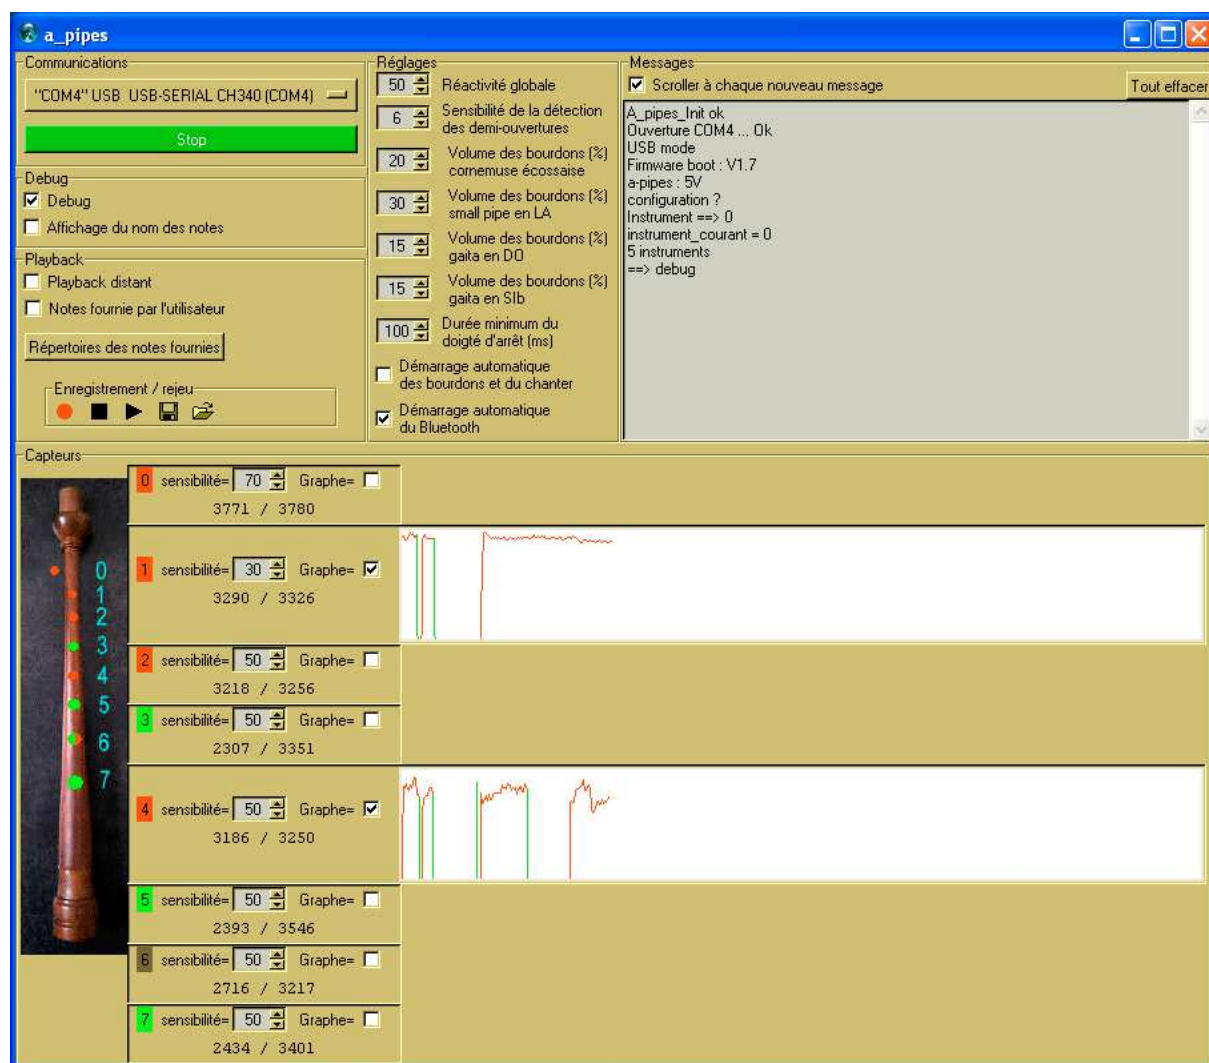 a_pipes
Communications
"COM4" USB USB-SERIAL CH340 (COM4)
Stop
Debug
Debug
Affichage du nom des notes
Playback
Playback distant
Notes fournie par l'utilisateur
Répertoires des notes fournies
Enregistrement / rejeu
Réglages
50 Réactivité globale
6 Sensibilité de la détection
des demi-ouvertures
20 Volume des bourdons (%)
cornemuse écossaise
30 Volume des bourdons (%)
small pipe en LA
15 Volume des bourdons (%)
gaita en DO
15 Volume des bourdons (%)
gaita en SIb
100 Durée minimum du
doigté d'arrêt (ms)
Démarrage automatique
des bourdons et du chanter
Démarrage automatique
du Bluetooth
Messages
Scroller à chaque nouveau message
Tout effacer
A_pipes_Init ok
Ouverture COM4 ... Ok
USB mode
Firmware boot : V1.7
a-pipes : 5V
configuration ?
Instrument ==> 0
instrument_courant = 0
5 instruments
==> debug
Capteurs
0
1
2
3
4
5
6
7
0 sensibilité= 70 Graphe=
3771 / 3780
1 sensibilité= 30 Graphe=
3290 / 3326
2 sensibilité= 50 Graphe=
3218 / 3256
3 sensibilité= 50 Graphe=
2307 / 3351
4 sensibilité= 50 Graphe=
3186 / 3250
5 sensibilité= 50 Graphe=
2393 / 3546
6 sensibilité= 50 Graphe=
2716 / 3217
7 sensibilité= 50 Graphe=
2434 / 3401